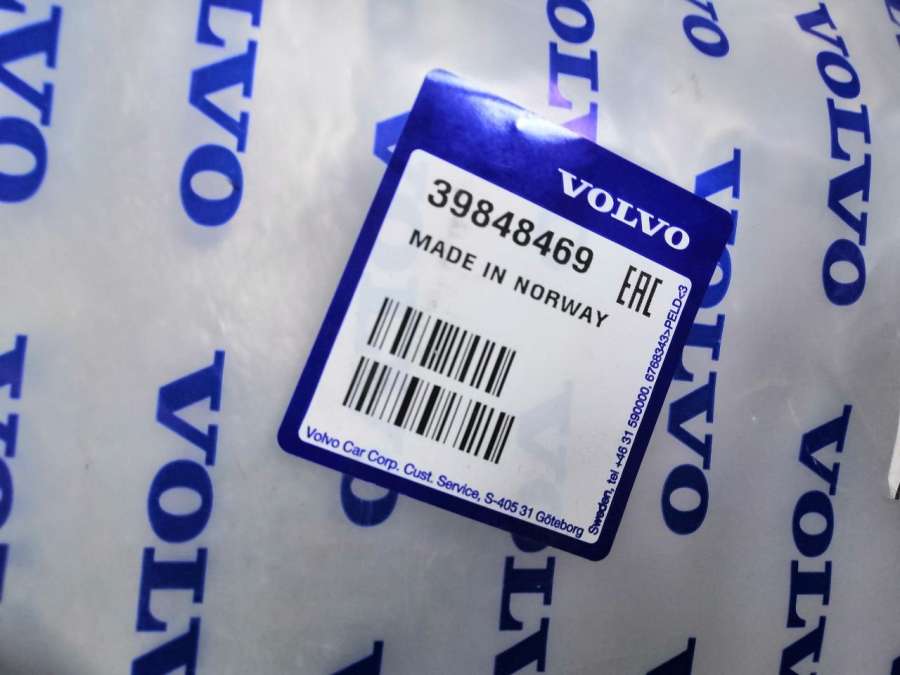 VOLVO
39848469
MADE IN NORWAY
EAC
Volvo Car Corp. Cust. Service, S-405 31 Göteborg
Sweden, tel +46 31 590000, 6768343>PELD<3
VOLVO
VOLVO
VOLVO
VOLVO
VOLVO